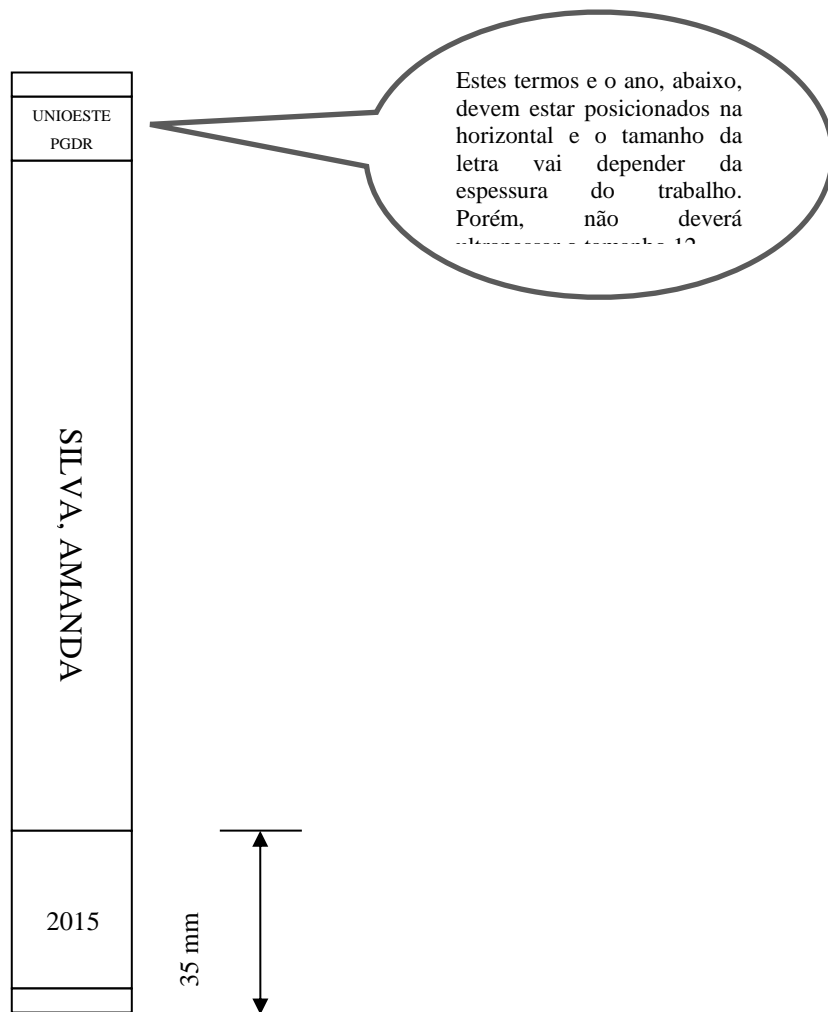 UNIOESTE
PGDR
Estes termos e o ano, abaixo,
devem estar posicionados na
horizontal e o tamanho da
letra vai depender da
espessura do trabalho.
Porém, não deverá
SILVA, AMANDA
2015
35 mm